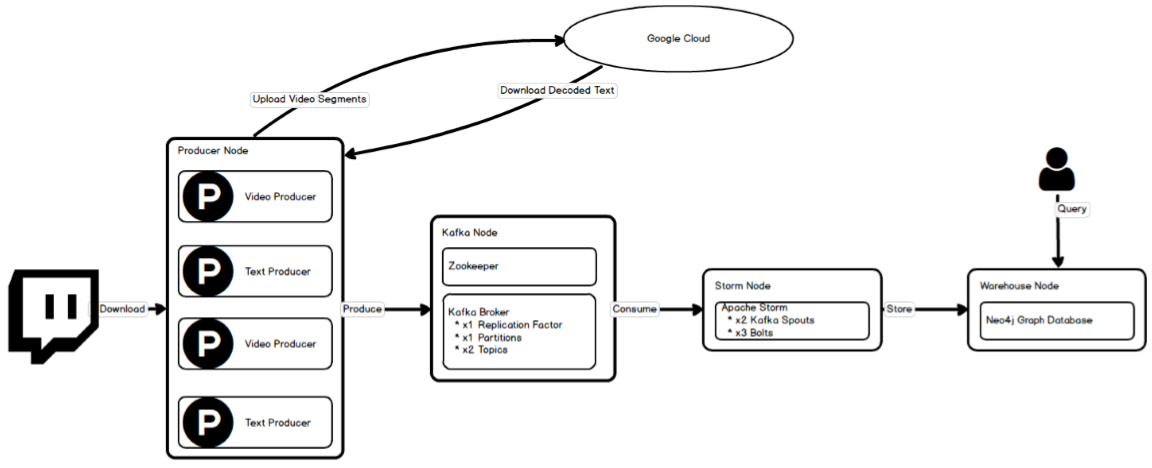 Google Cloud
Upload Video Segments
Download Decoded Text
Producer Node
P Video Producer
P Text Producer
P Video Producer
P Text Producer
Download
Produce
Kafka Node
Zookeeper
Kafka Broker
* x1 Replication Factor
* x1 Partitions
* x2 Topics
Consume
Storm Node
Apache Storm
* x2 Kafka Spouts
* x3 Bolts
Store
Query
Warehouse Node
Neo4j Graph Database